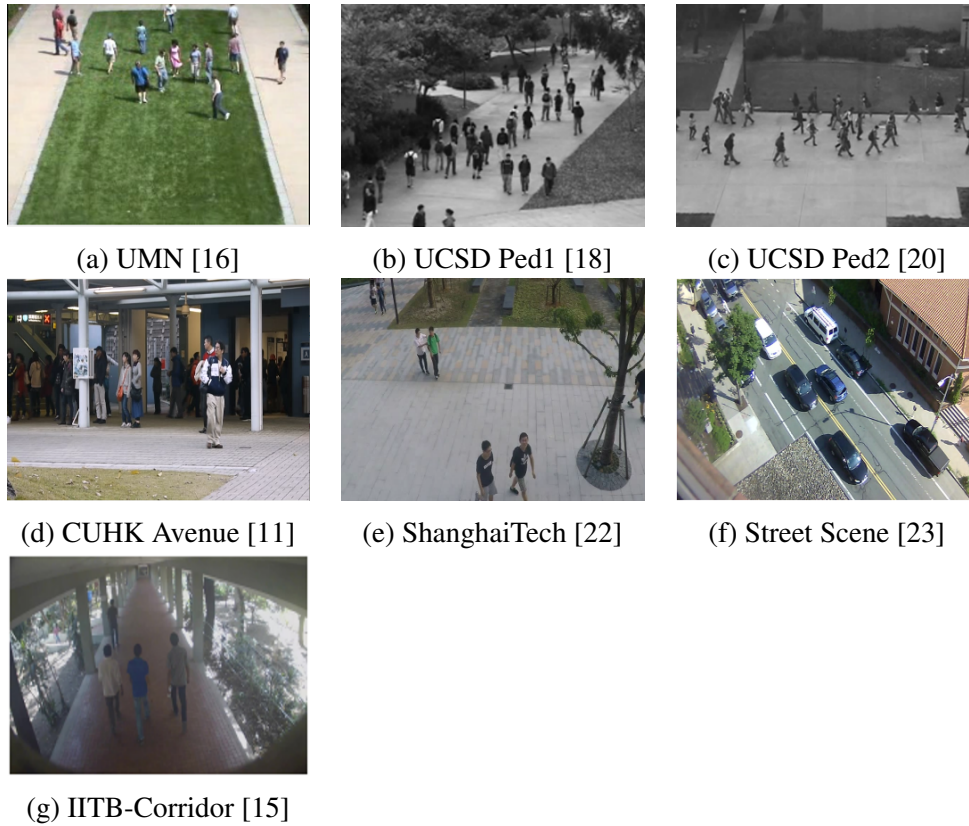 (a) UMN [16]
(b) UCSD Ped1 [18]
(c) UCSD Ped2 [20]
(d) CUHK Avenue [11]
(e) ShanghaiTech [22]
(f) Street Scene [23]
(g) IITB-Corridor [15]